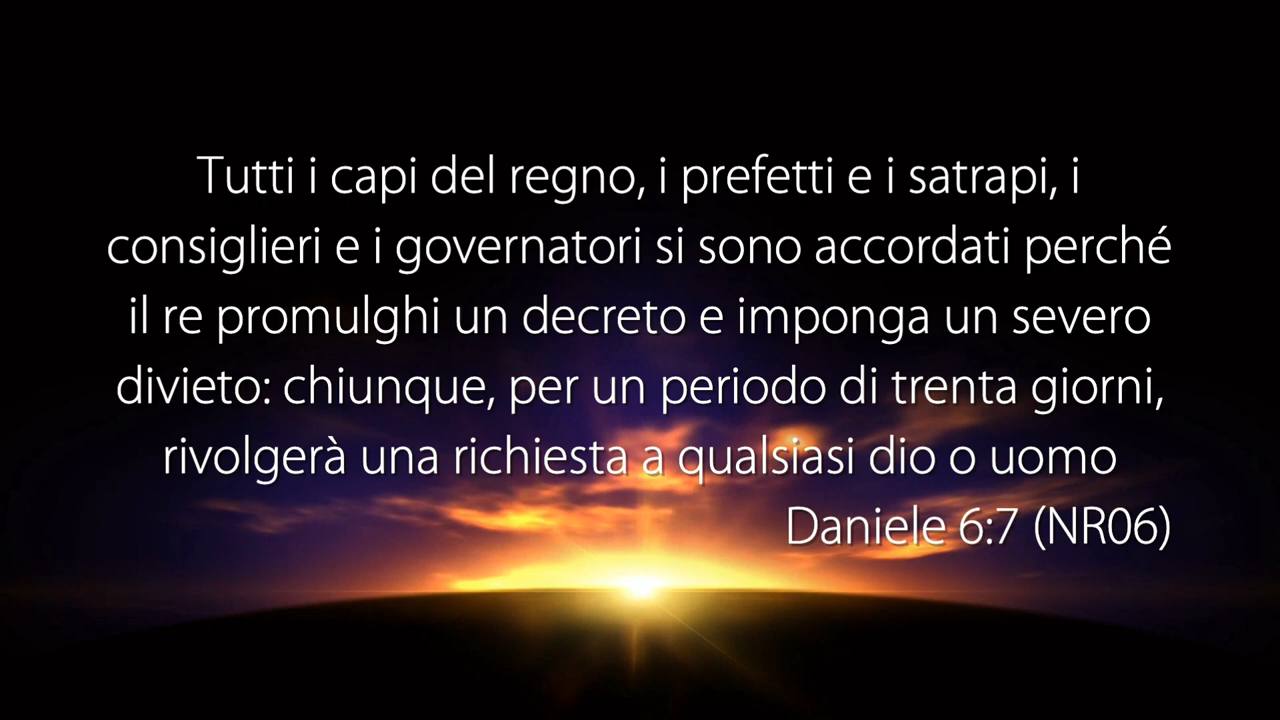 Tutti i capi del regno, i prefetti e i satrapi, i
consiglieri e i governatori si sono accordati perché
il re promulghi un decreto e imponga un severo
divieto: chiunque, per un periodo di trenta giorni,
rivolgerà una richiesta a qualsiasi dio o uomo
Daniele 6:7 (NR06)